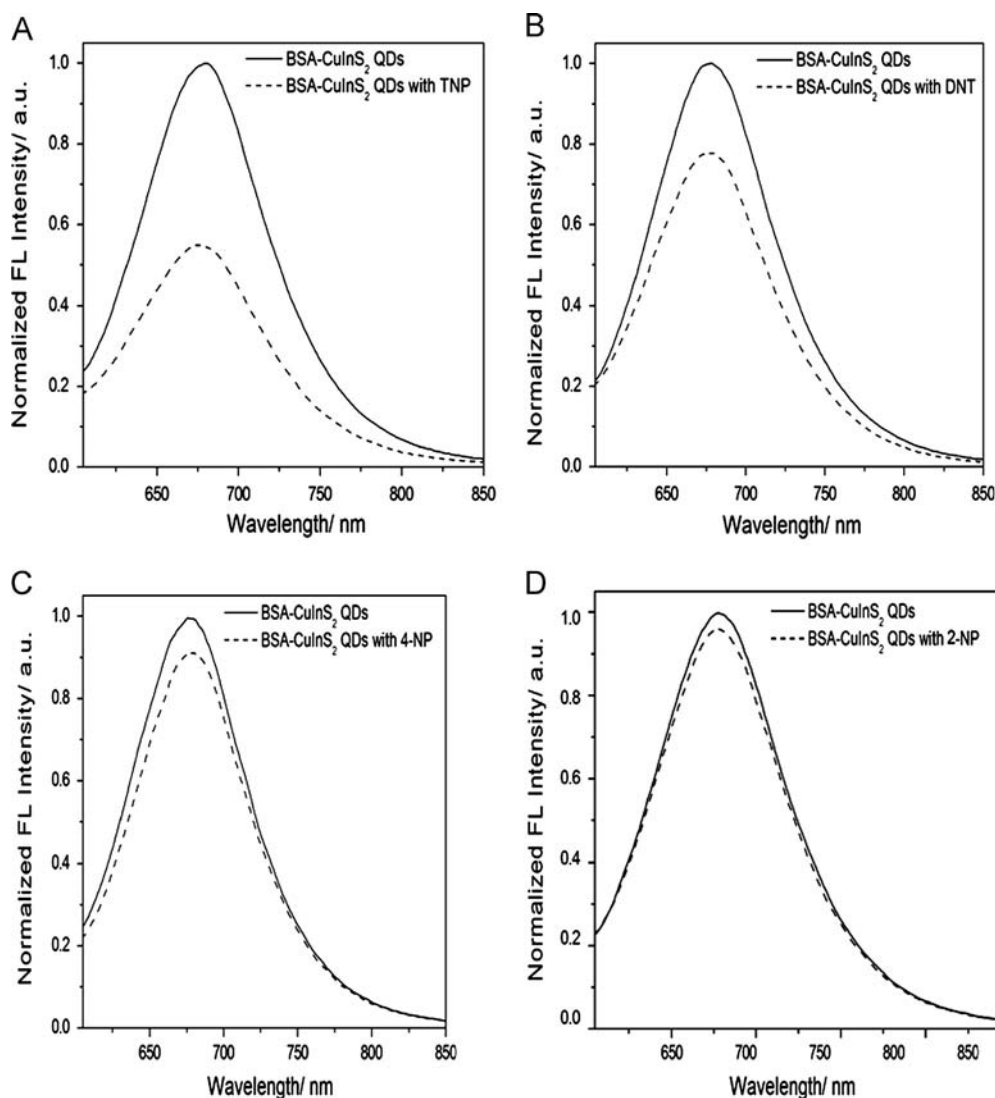 A
BSA-CuInS₂ QDs
BSA-CuInS₂ QDs with TNP
Normalized FL Intensity/ a.u.
1.0
0.8
0.6
0.4
0.2
0.0
650 700 750 800 850
Wavelength/ nm
B
BSA-CuInS₂ QDs
BSA-CuInS₂ QDs with DNT
Normalized FL Intensity/ a.u.
1.0
0.8
0.6
0.4
0.2
0.0
650 700 750 800 850
Wavelength/ nm
C
BSA-CuInS₂ QDs
BSA-CuInS₂ QDs with 4-NP
Normalized FL Intensity/ a.u.
1.0
0.8
0.6
0.4
0.2
0.0
650 700 750 800 850
Wavelength/ nm
D
BSA-CuInS₂ QDs
BSA-CuInS₂ QDs with 2-NP
Normalized FL Intensity/ a.u.
1.0
0.8
0.6
0.4
0.2
0.0
650 700 750 800 850
Wavelength/ nm